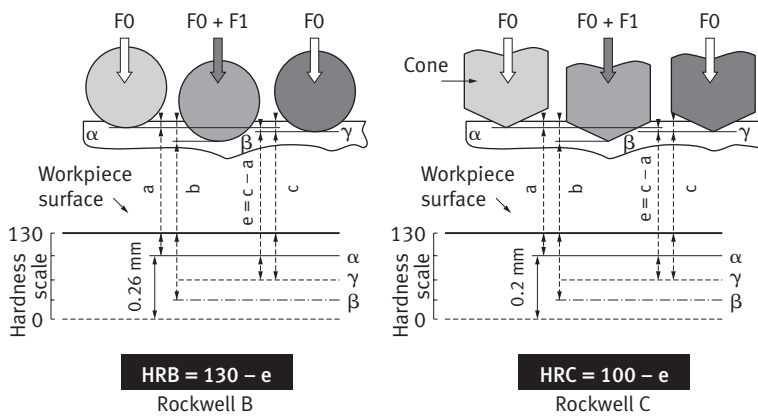 F0 F0 + F1 F0
α β γ
a b e = c – a c
Workpiece
surface
130
Hardness
scale
0.26 mm
α
γ
β
0
HRB = 130 – e
Rockwell B
F0 F0 + F1 F0
Cone
α β γ
a b e = c – a c
Workpiece
surface
130
Hardness
scale
0.2 mm
α
γ
β
0
HRC = 100 – e
Rockwell C